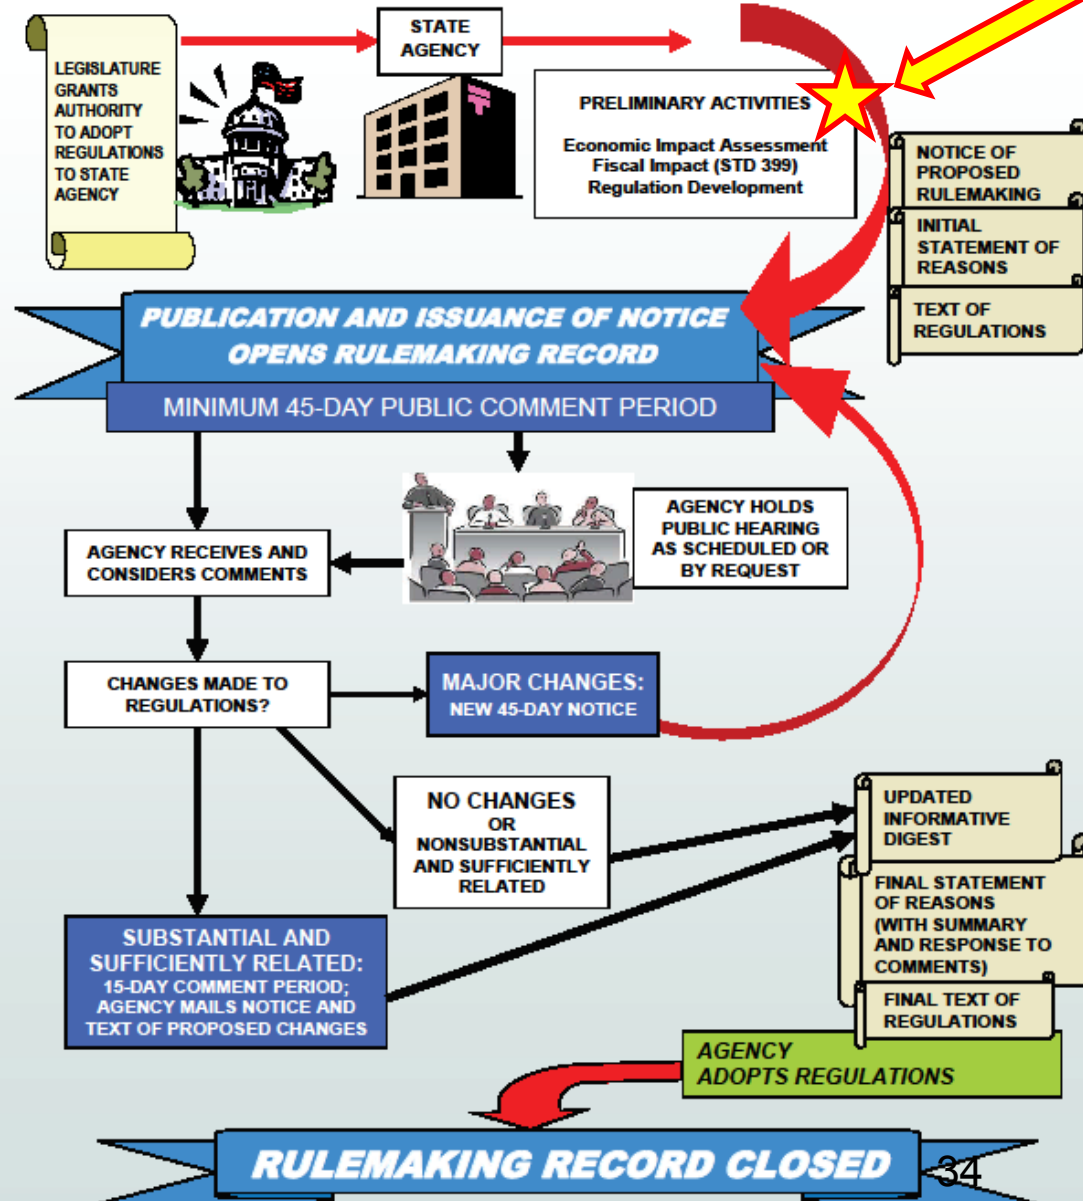 LEGISLATURE
GRANTS
AUTHORITY
TO ADOPT
REGULATIONS
TO STATE
AGENCY
STATE
AGENCY
PRELIMINARY ACTIVITIES
Economic Impact Assessment
Fiscal Impact (STD 399)
Regulation Development
NOTICE OF
PROPOSED
RULEMAKING
INITIAL
STATEMENT OF
REASONS
TEXT OF
REGULATIONS
PUBLICATION AND ISSUANCE OF NOTICE
OPENS RULEMAKING RECORD
MINIMUM 45-DAY PUBLIC COMMENT PERIOD
AGENCY HOLDS
PUBLIC HEARING
AS SCHEDULED OR
BY REQUEST
AGENCY RECEIVES AND
CONSIDERS COMMENTS
CHANGES MADE TO
REGULATIONS?
MAJOR CHANGES:
NEW 45-DAY NOTICE
NO CHANGES
OR
NONSUBSTANTIAL
AND SUFFICIENTLY
RELATED
SUBSTANTIAL AND
SUFFICIENTLY RELATED:
15-DAY COMMENT PERIOD;
AGENCY MAILS NOTICE AND
TEXT OF PROPOSED CHANGES
UPDATED
INFORMATIVE
DIGEST
FINAL STATEMENT
OF REASONS
(WITH SUMMARY
AND RESPONSE TO
COMMENTS)
FINAL TEXT OF
REGULATIONS
AGENCY
ADOPTS REGULATIONS
RULEMAKING RECORD CLOSED
34